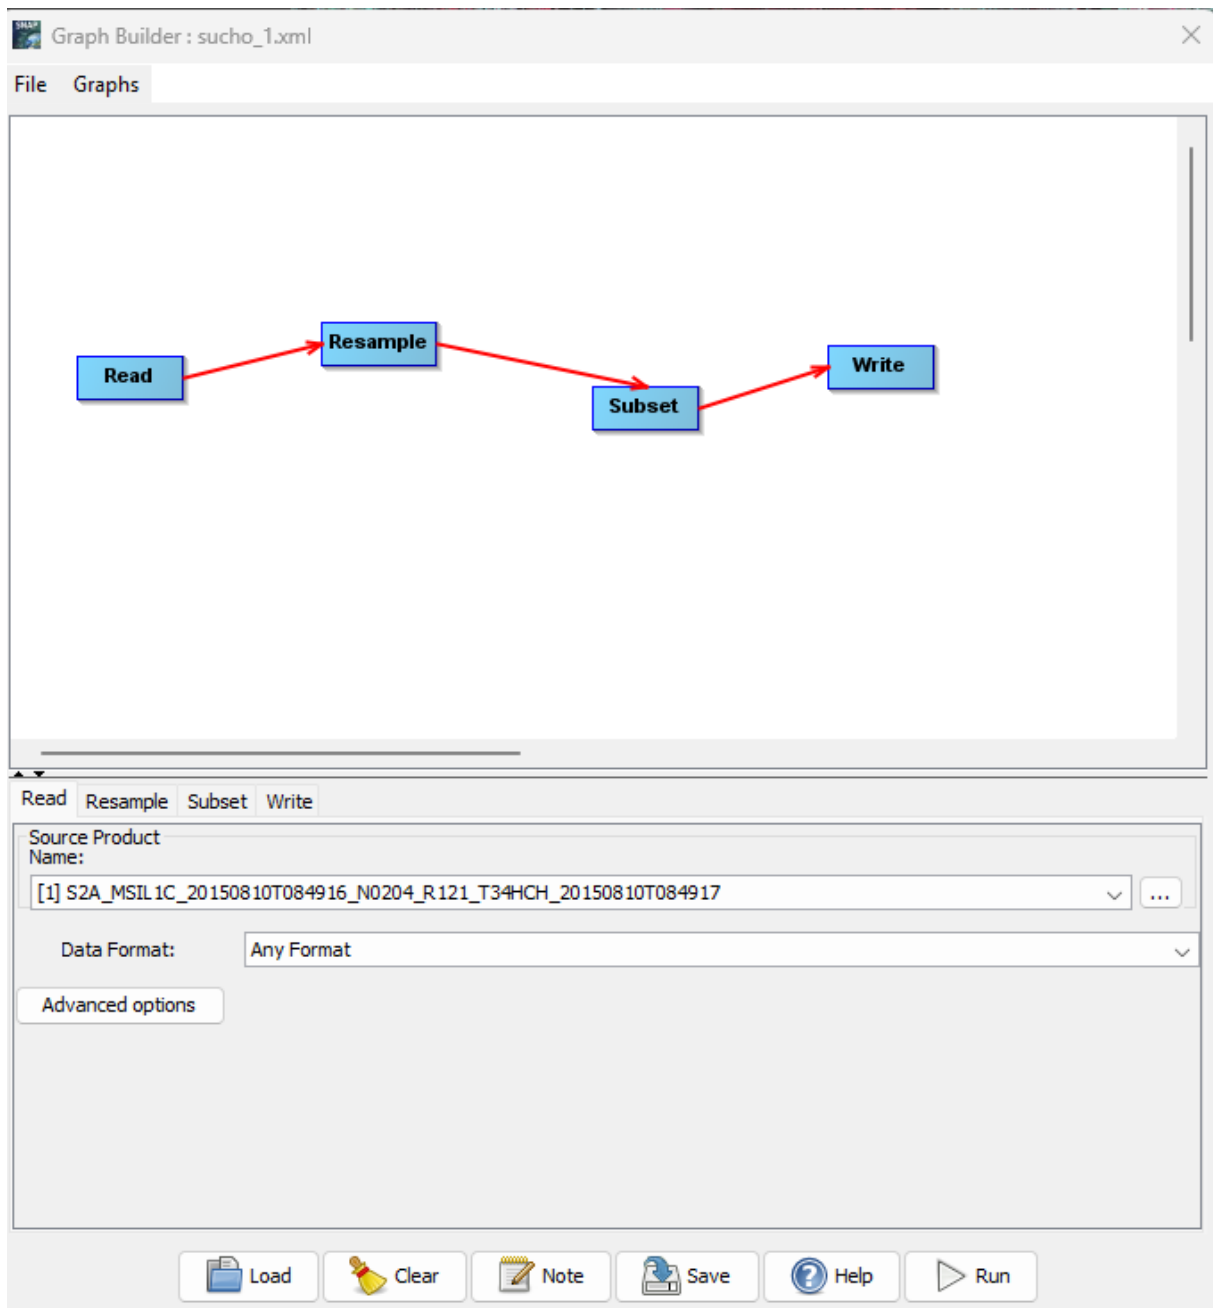 SNAP
Graph Builder : sucho_1.xml
File Graphs
Read
Resample
Subset
Write
Read Resample Subset Write
Source Product
Name:
[1] S2A_MSIL1C_20150810T084916_N0204_R121_T34HCH_20150810T084917
...
Data Format: Any Format
Advanced options
Load Clear Note Save Help Run